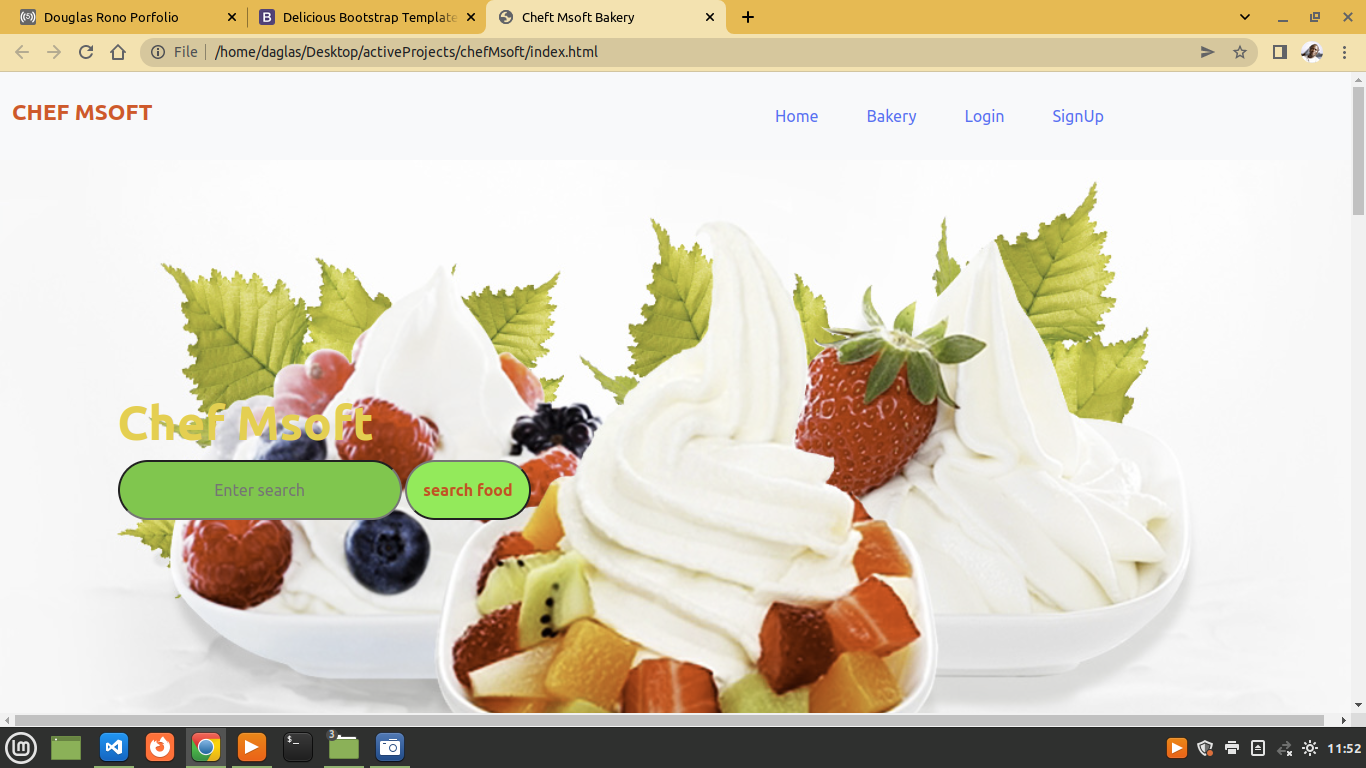 Douglas Rono Porfolio
Delicious Bootstrap Template
Cheft Msoft Bakery
File
/home/daglas/Desktop/activeProjects/chefMsoft/index.html
CHEF MSOFT
Home
Bakery
Login
SignUp
Chef Msoft
Enter search
search food
3
11:52